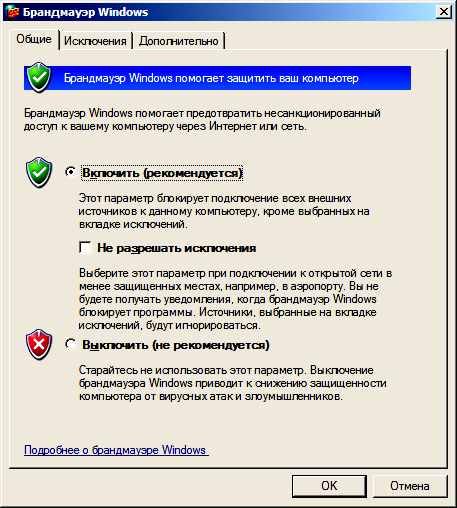 Брандмауэр Windows
Общие
Исключения
Дополнительно
Брандмауэр Windows помогает защитить ваш компьютер
Брандмауэр Windows помогает предотвратить несанкционированный
доступ к вашему компьютеру через Интернет или сеть.
Включить (рекомендуется)
Этот параметр блокирует подключение всех внешних
источников к данному компьютеру, кроме выбранных на
вкладке исключений.
Не разрешать исключения
Выберите этот параметр при подключении к открытой сети в
менее защищенных местах, например, в аэропорту. Вы не
будете получать уведомления, когда брандмауэр Windows
блокирует программы. Источники, выбранные на вкладке
исключений, будут игнорироваться.
Выключить (не рекомендуется)
Старайтесь не использовать этот параметр. Выключение
брандмауэра Windows приводит к снижению защищенности
компьютера от вирусных атак и злоумышленников.
Подробнее о брандмауэре Windows
OK
Отмена